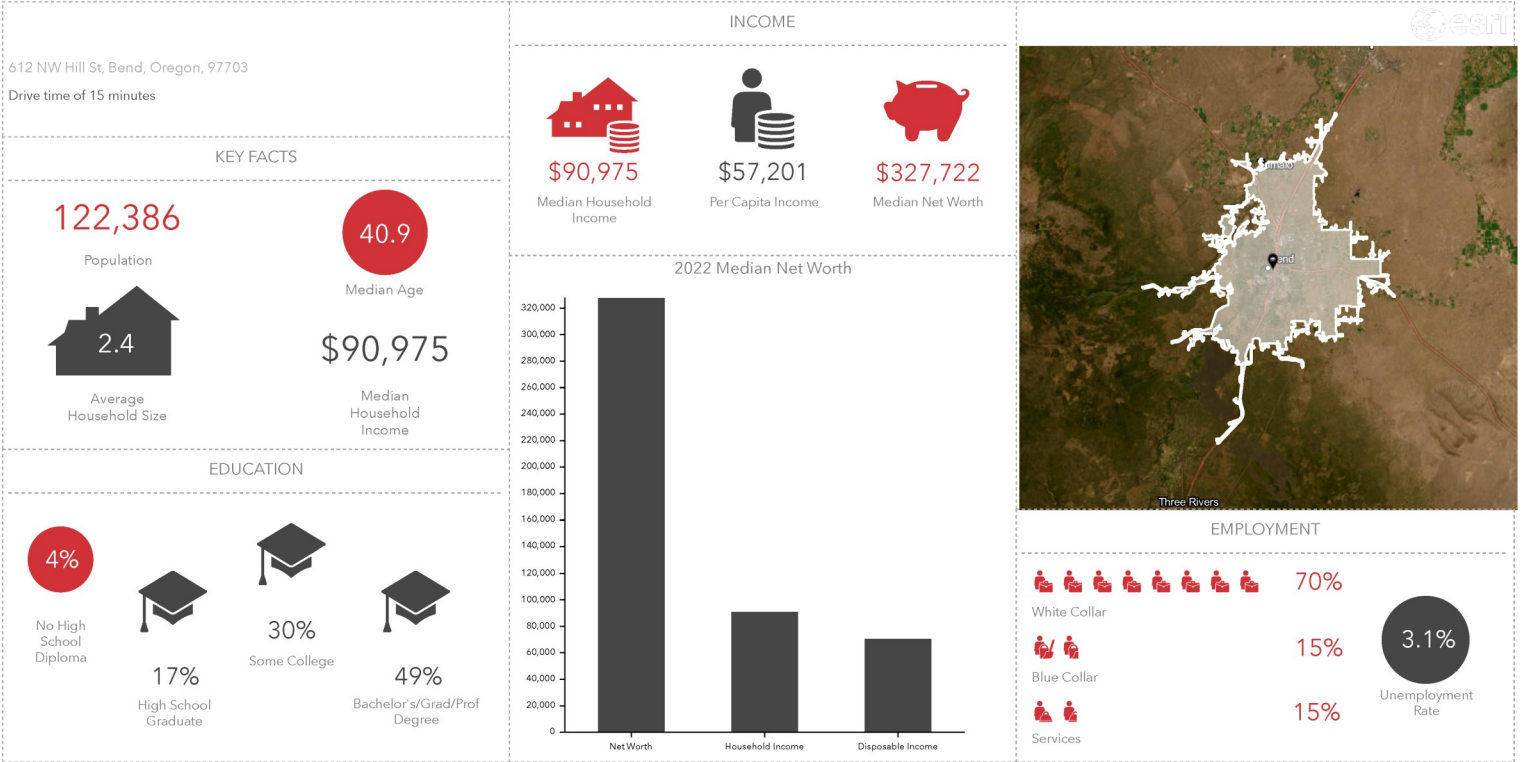 612 NW Hill St, Bend, Oregon, 97703
Drive time of 15 minutes
KEY FACTS
122,386
Population
40.9
Median Age
2.4
Average
Household Size
$90,975
Median
Household
Income
EDUCATION
4%
No High
School
Diploma
17%
High School
Graduate
30%
Some College
49%
Bachelor's/Grad/Prof
Degree
INCOME
$90,975
Median Household
Income
$57,201
Per Capita Income
$327,722
Median Net Worth
2022 Median Net Worth
320,000
300,000
280,000
260,000
240,000
220,000
200,000
180,000
160,000
140,000
120,000
100,000
80,000
60,000
40,000
20,000
0
Net Worth
Household Income
Disposable Income
esri
end
Three Rivers
EMPLOYMENT
70%
White Collar
15%
Blue Collar
15%
Services
3.1%
Unemployment
Rate